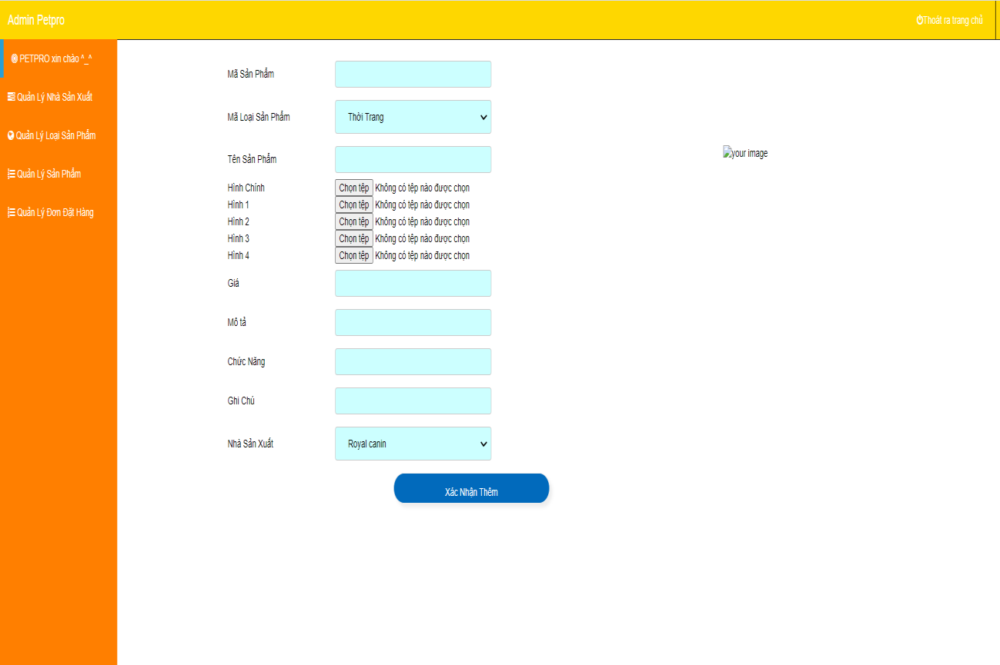 Admin Petpro
Thoát ra trang chủ
PETPRO xin chào ^_^
Quản Lý Nhà Sản Xuất
Quản Lý Loại Sản Phẩm
Quản Lý Sản Phẩm
Quản Lý Đơn Đặt Hàng
Mã Sản Phẩm
Mã Loại Sản Phẩm Thời Trang
Tên Sản Phẩm
your image
Hình Chính Chọn tệp Không có tệp nào được chọn
Hình 1 Chọn tệp Không có tệp nào được chọn
Hình 2 Chọn tệp Không có tệp nào được chọn
Hình 3 Chọn tệp Không có tệp nào được chọn
Hình 4 Chọn tệp Không có tệp nào được chọn
Giá
Mô tả
Chức Năng
Ghi Chú
Nhà Sản Xuất Royal canin
Xác Nhận Thêm